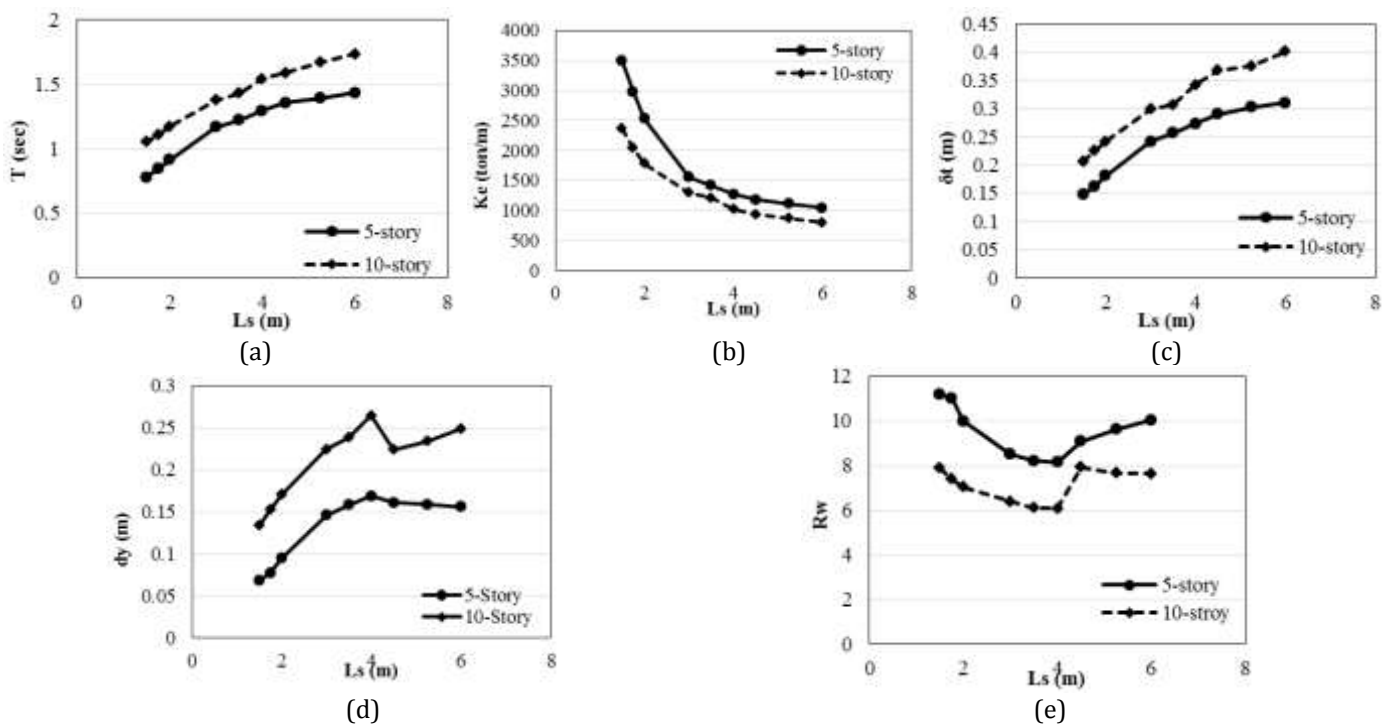 2
1.5
1
0.5
0
T (sec)
5-story
10-story
0
2
4
6
8
Ls (m)
(a)
4000
3500
3000
2500
2000
1500
1000
500
0
Ke (ton/m)
5-story
10-story
0
2
4
6
8
Ls (m)
(b)
0.45
0.4
0.35
0.3
0.25
0.2
0.15
0.1
0.05
0
δt (m)
5-story
10-story
0
2
4
6
8
Ls (m)
(c)
0.3
0.25
0.2
0.15
0.1
0.05
0
dy (m)
5-Story
10-Story
0
2
4
6
8
Ls (m)
(d)
12
10
8
6
4
2
0
Rw
5-story
10-stroy
0
2
4
6
8
Ls (m)
(e)